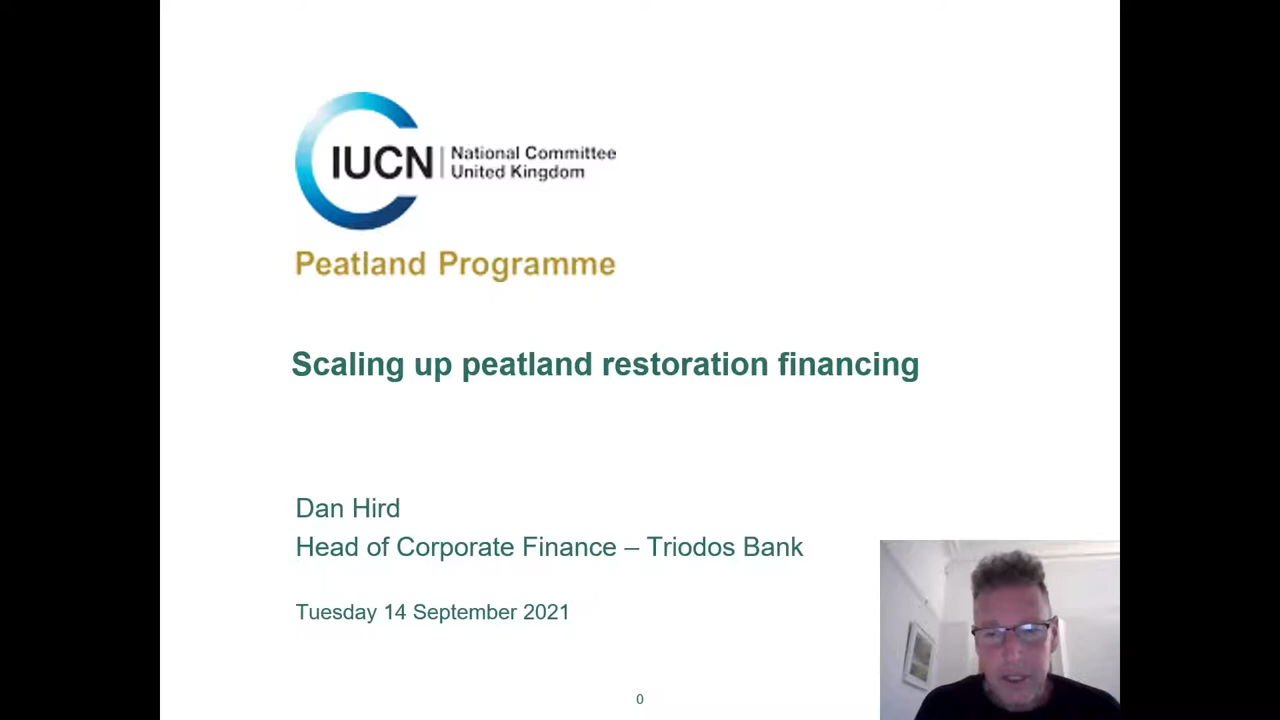 IUCN
National Committee
United Kingdom
Peatland Programme
Scaling up peatland restoration financing
Dan Hird
Head of Corporate Finance – Triodos Bank
Tuesday 14 September 2021
0